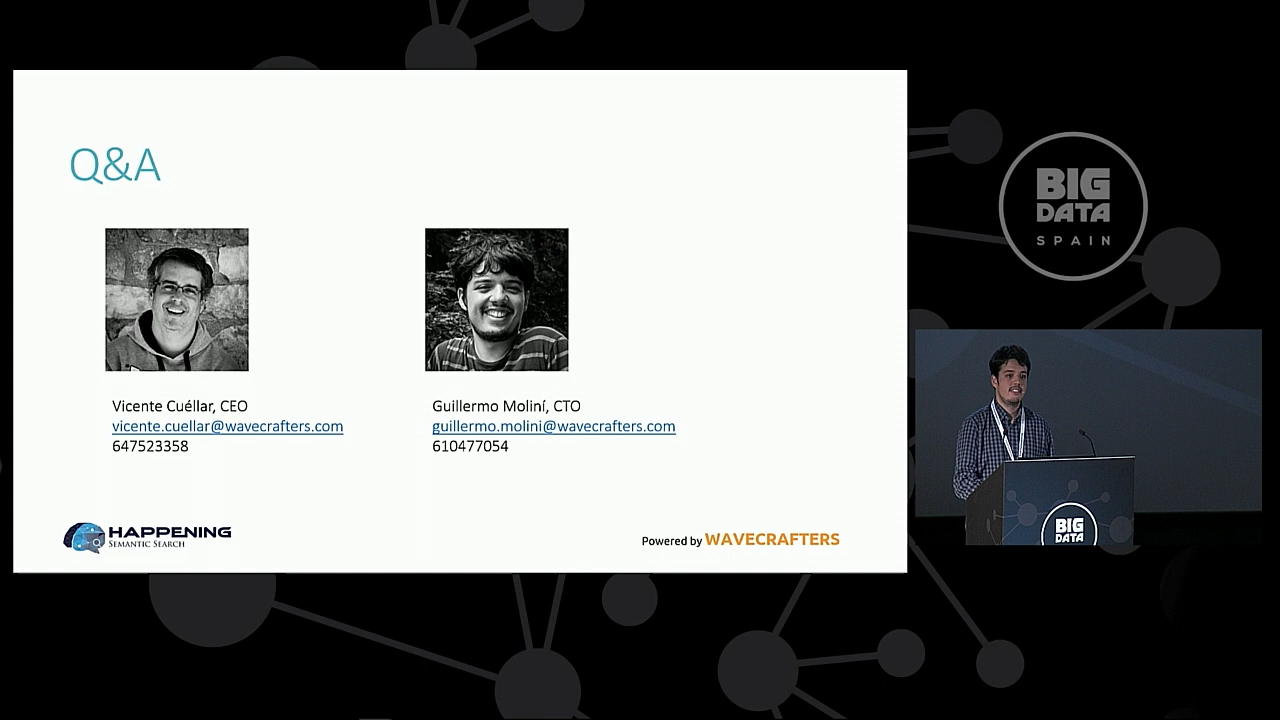 Q&A
Vicente Cuéllar, CEO
vicente.cuellar@wavecrafters.com
647523358
Guillermo Moliní, CTO
guillermo.molini@wavecrafters.com
610477054
HAPPENING
SEMANTIC SEARCH
Powered by WAVECRAFTERS
BIG
DATA
SPAIN
BIG
DATA